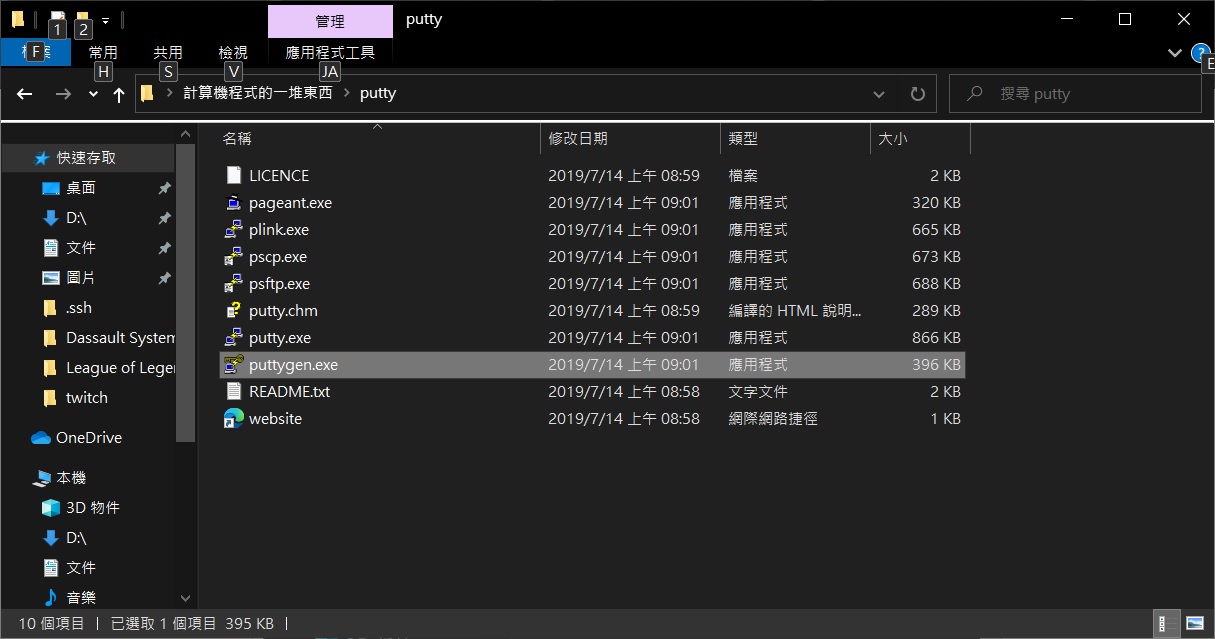 1 2 管理 putty
F 常用 共用 檢視 應用程式工具
H S V JA E
計算機程式的一堆東西 putty 搜尋 putty
名稱 修改日期 類型 大小
快速存取
桌面
D:\
文件
圖片
.ssh
Dassault System
League of Leger
twitch
OneDrive
本機
3D 物件
D:\
文件
音樂
LICENCE 2019/7/14 上午 08:59 檔案 2 KB
pageant.exe 2019/7/14 上午 09:01 應用程式 320 KB
plink.exe 2019/7/14 上午 09:01 應用程式 665 KB
pscp.exe 2019/7/14 上午 09:01 應用程式 673 KB
psftp.exe 2019/7/14 上午 09:01 應用程式 688 KB
putty.chm 2019/7/14 上午 08:59 編譯的 HTML 說明... 289 KB
putty.exe 2019/7/14 上午 09:01 應用程式 866 KB
puttygen.exe 2019/7/14 上午 09:01 應用程式 396 KB
README.txt 2019/7/14 上午 08:58 文字文件 2 KB
website 2019/7/14 上午 08:58 網際網路捷徑 1 KB
10 個項目 已選取 1 個項目 395 KB